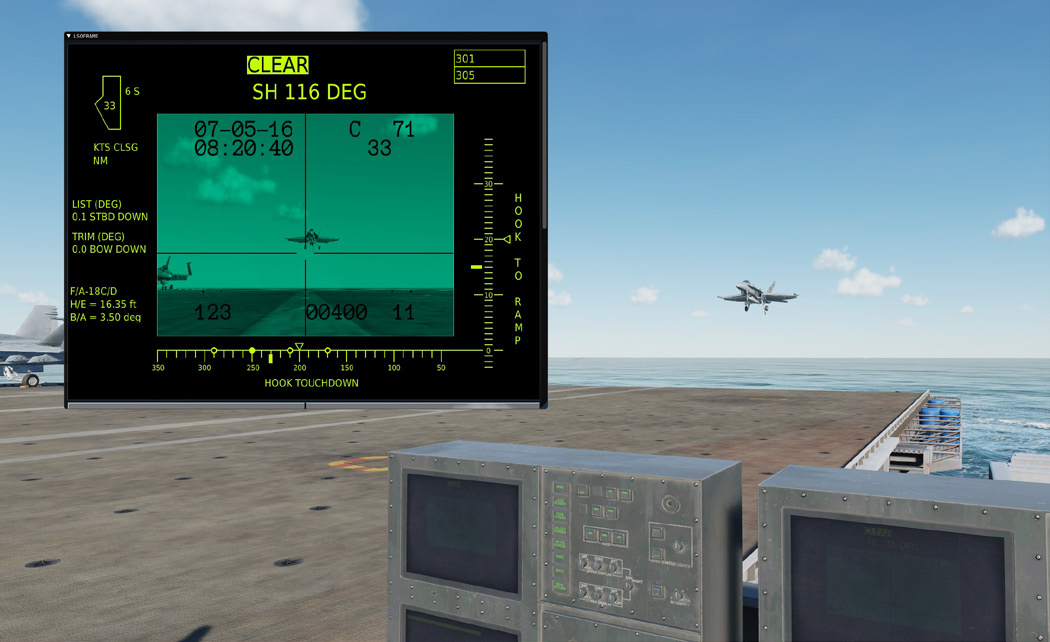 LSOFRAME
CLEAR
SH 116 DEG
301
305
33
6 S
KTS CLSG
NM
07-05-16
08:20:40
C 71
33
LIST (DEG)
0.1 STBD DOWN
TRIM (DEG)
0.0 BOW DOWN
F/A-18C/D
H/E = 16.35 ft
B/A = 3.50 deg
123
00400
11
30
20
10
0
HOOK TO RAMP
350
300
250
200
150
100
50
HOOK TOUCHDOWN